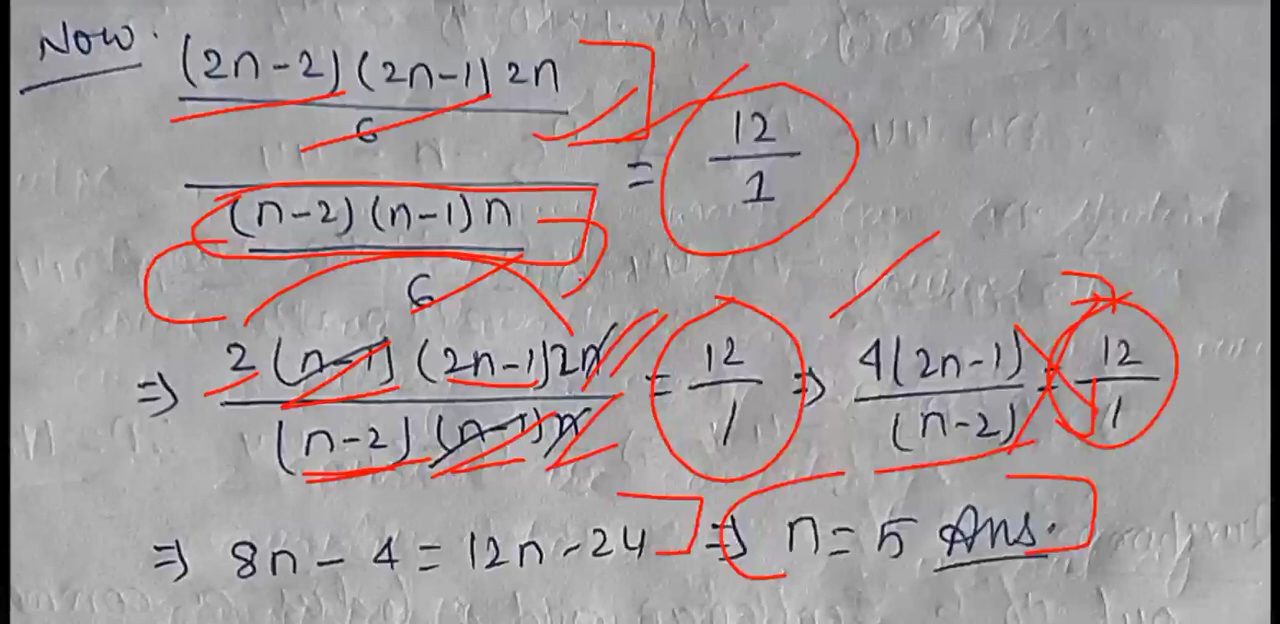 Now.
(2n-2) (2n-1) 2n
6
(n-2) (n-1) n
6
= 12/1
=> 2 (n-1) (2n-1) 2n / (n-2) (n-1) n = 12/1 => 4(2n-1) / (n-2) = 12/1
=> 8n - 4 = 12n - 24 => n = 5 Ans.